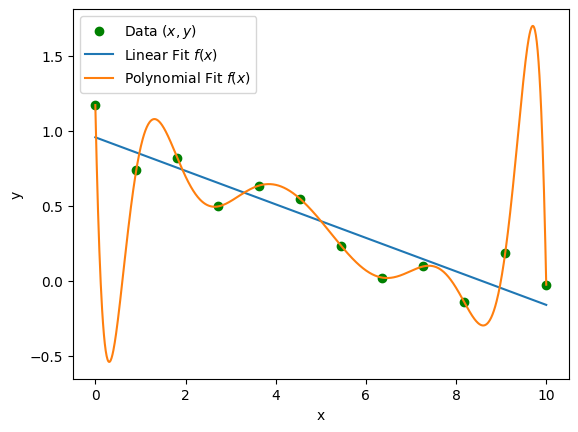 Data (x, y)
Linear Fit f(x)
Polynomial Fit f(x)
1.5
1.0
0.5
0.0
−0.5
y
0 2 4 6 8 10
x